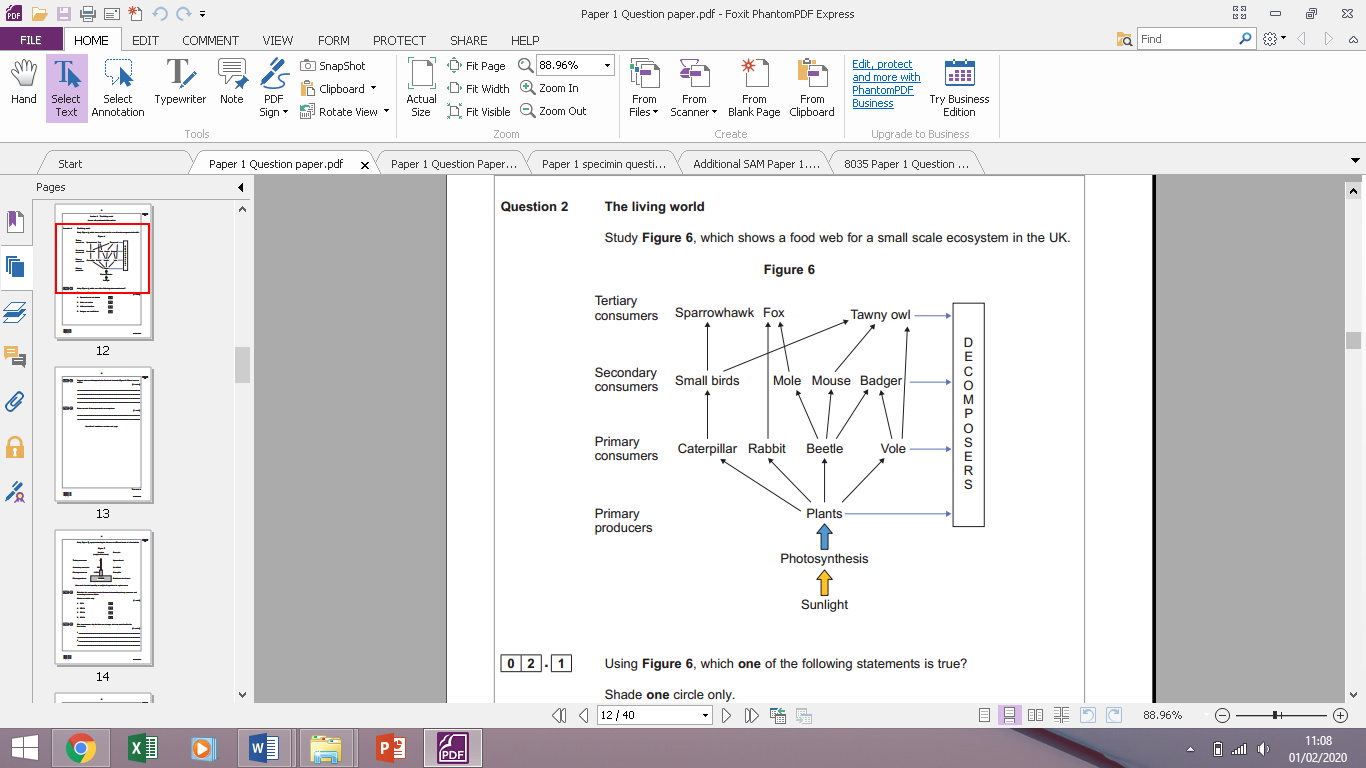 Paper 1 Question paper.pdf - Foxit PhantomPDF Express
FILE HOME EDIT COMMENT VIEW FORM PROTECT SHARE HELP
Find
Hand
Select Text
Select Annotation
Typewriter
Note
PDF Sign
SnapShot
Clipboard
Rotate View
Tools
Actual Size
Fit Page
Fit Width
Fit Visible
88.96%
Zoom In
Zoom Out
Zoom
From Files
From Scanner
From Blank Page
From Clipboard
Create
Edit, protect
and more with
PhantomPDF
Business
Try Business Edition
Upgrade to Business
Start
Paper 1 Question paper.pdf
Paper 1 Question Paper...
Paper 1 specimin questi...
Additional SAM Paper 1....
8035 Paper 1 Question ...
Pages
12
13
14
Question 2 The living world
Study Figure 6, which shows a food web for a small scale ecosystem in the UK.
Figure 6
Tertiary
consumers
Sparrowhawk Fox Tawny owl
Secondary
consumers
Small birds Mole Mouse Badger
Primary
consumers
Caterpillar Rabbit Beetle Vole
Primary
producers
Plants
DECOMPOSERS
Photosynthesis
Sunlight
0 2 . 1 Using Figure 6, which one of the following statements is true?
Shade one circle only.
12 / 40
88.96%
PDF
11:08
01/02/2020